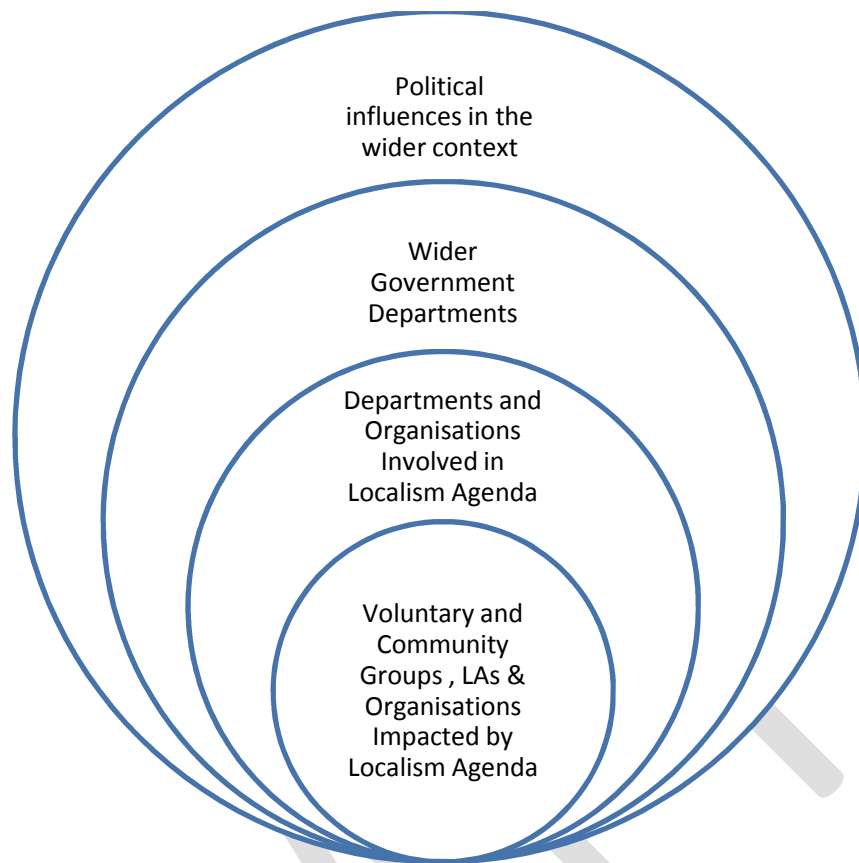 Political
influences in the
wider context
Wider
Government
Departments
Departments and
Organisations
Involved in
Localism Agenda
Voluntary and
Community
Groups , LAs &
Organisations
Impacted by
Localism Agenda